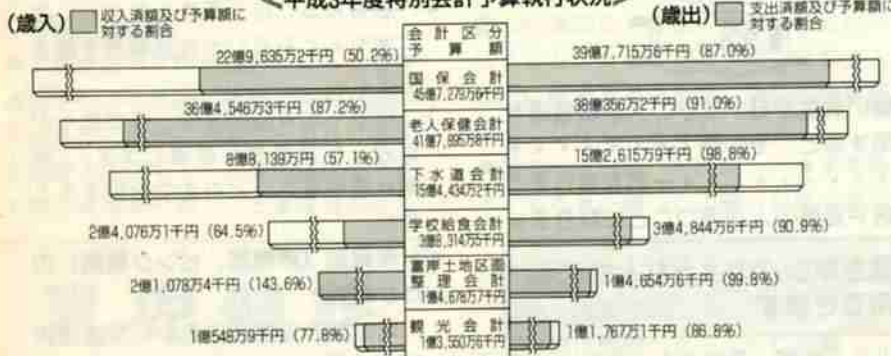 ≪平成3年度特別会計予算執行状況≫
(歳入) 収入済額及び予算額に
対する割合
(歳出) 支出済額及び予算額に
対する割合
会計区分
予算額
22億9,635万2千円 (50.2%)
国保会計
45億7,279万6千円
39億7,715万6千円 (87.0%)
36億4,546万3千円 (87.2%)
老人保健会計
41億7,895万8千円
38億356万2千円 (91.0%)
8億8,139万円 (57.1%)
下水道会計
15億4,434万2千円
15億2,615万9千円 (98.8%)
2億4,076万1千円 (64.5%)
学校給食会計
3億8,314万5千円
3億4,844万6千円 (90.9%)
2億1,078万4千円 (143.6%)
富岸土地区画
整理会計
1億4,678万7千円
1億4,654万6千円 (99.8%)
1億548万9千円 (77.8%)
観光会計
1億3,560万6千円
1億1,767万1千円 (86.8%)